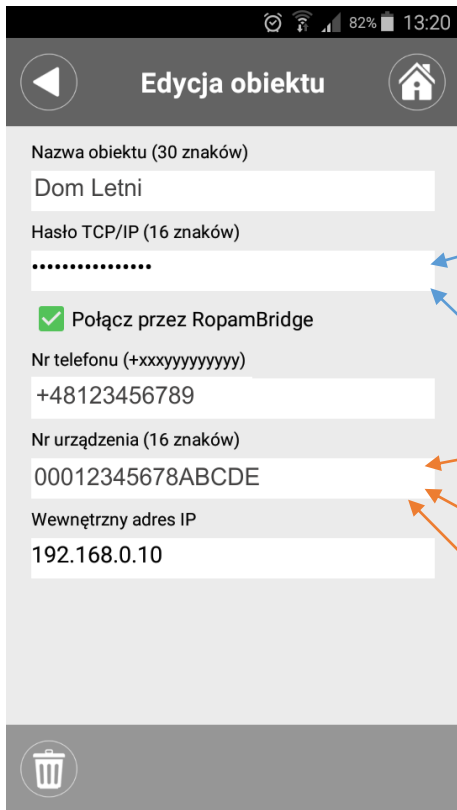 82% 13:20
Edycja obiektu
Nazwa obiektu (30 znaków)
Dom Letni
Hasło TCP/IP (16 znaków)
••••••••••••••••
Połącz przez RopamBridge
Nr telefonu (+xxxyyyyyyyyy)
+48123456789
Nr urządzenia (16 znaków)
00012345678ABCDE
Wewnętrzny adres IP
192.168.0.10